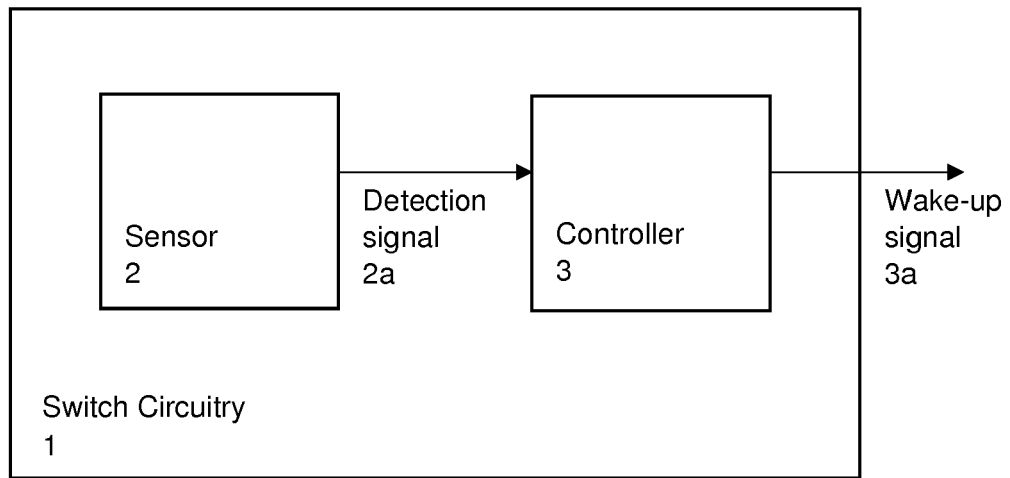 Sensor
2
Detection
signal
2a
Controller
3
Wake-up
signal
3a
Switch Circuitry
1